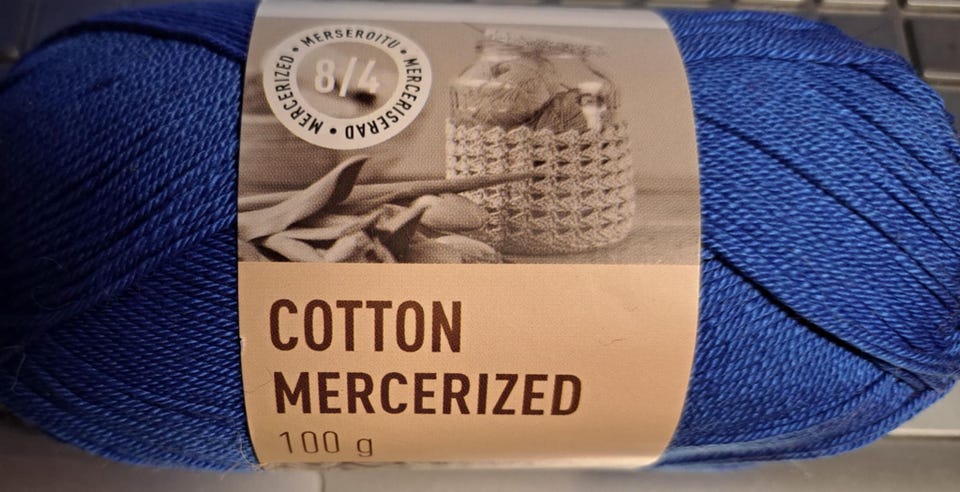 MERSEROITU • MERCERISERAD • MERCERIZED •
8/4
COTTON
MERCERIZED
100 g